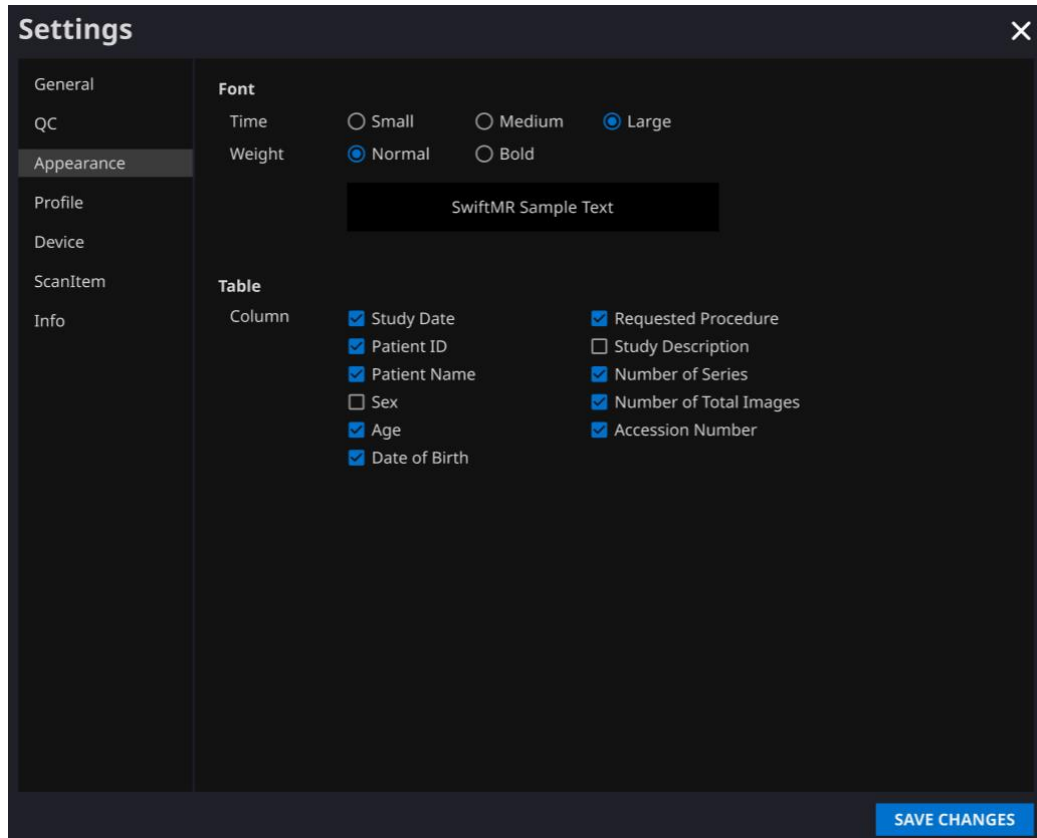 Settings
General
QC
Appearance
Profile
Device
ScanItem
Info
Font
Time Small Medium Large
Weight Normal Bold
SwiftMR Sample Text
Table
Column
Study Date
Patient ID
Patient Name
Sex
Age
Date of Birth
Requested Procedure
Study Description
Number of Series
Number of Total Images
Accession Number
SAVE CHANGES